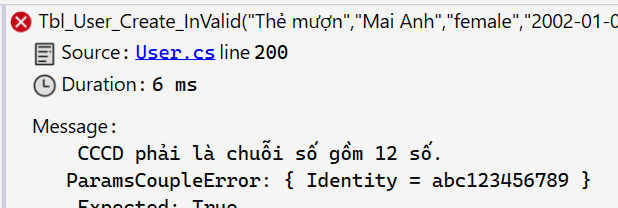 Tbl_User_Create_InValid("Thẻ mượn","Mai Anh","female","2002-01-0
Source: User.cs line 200
Duration: 6 ms
Message:
CCCD phải là chuỗi số gồm 12 số.
ParamsCoupleError: { Identity = abc123456789 }
Expected: True